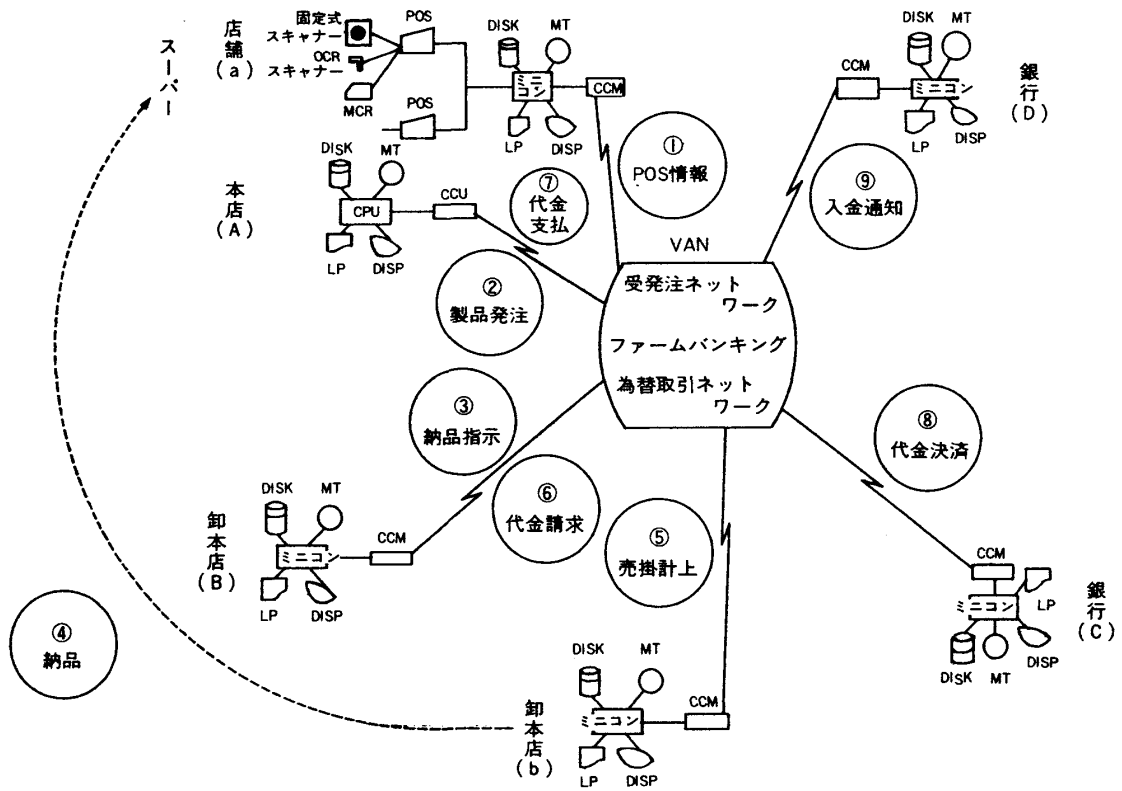 スーパー
店舗(a)
固定式
スキャナー
OCR
スキャナー
MCR
POS
POS
DISK
MT
ミニコン
CCM
LP
DISP
①
POS情報
本店(A)
DISK
MT
CPU
CCU
LP
DISP
⑦
代金
支払
②
製品発注
VAN
受発注ネット
ワーク
ファームバンキング
為替取引ネット
ワーク
DISK
MT
CCM
ミニコン
LP
DISP
銀行(D)
⑨
入金通知
③
納品指示
⑥
代金請求
卸本店(B)
DISK
MT
ミニコン
CCM
LP
DISP
⑤
売掛計上
⑧
代金決済
CCM
ミニコン
LP
DISK
MT
DISP
銀行(C)
④
納品
卸本店(b)
DISK
MT
ミニコン
CCM
LP
DISP